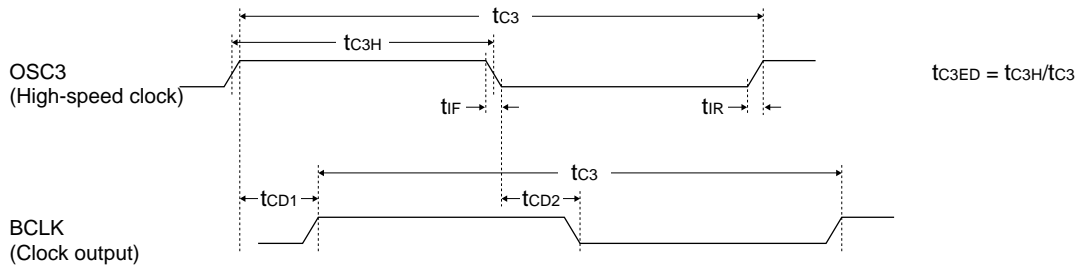 tC3
tC3H
OSC3
(High-speed clock)
tC3ED = tC3H/tC3
tIF
tIR
tC3
tCD1
tCD2
BCLK
(Clock output)